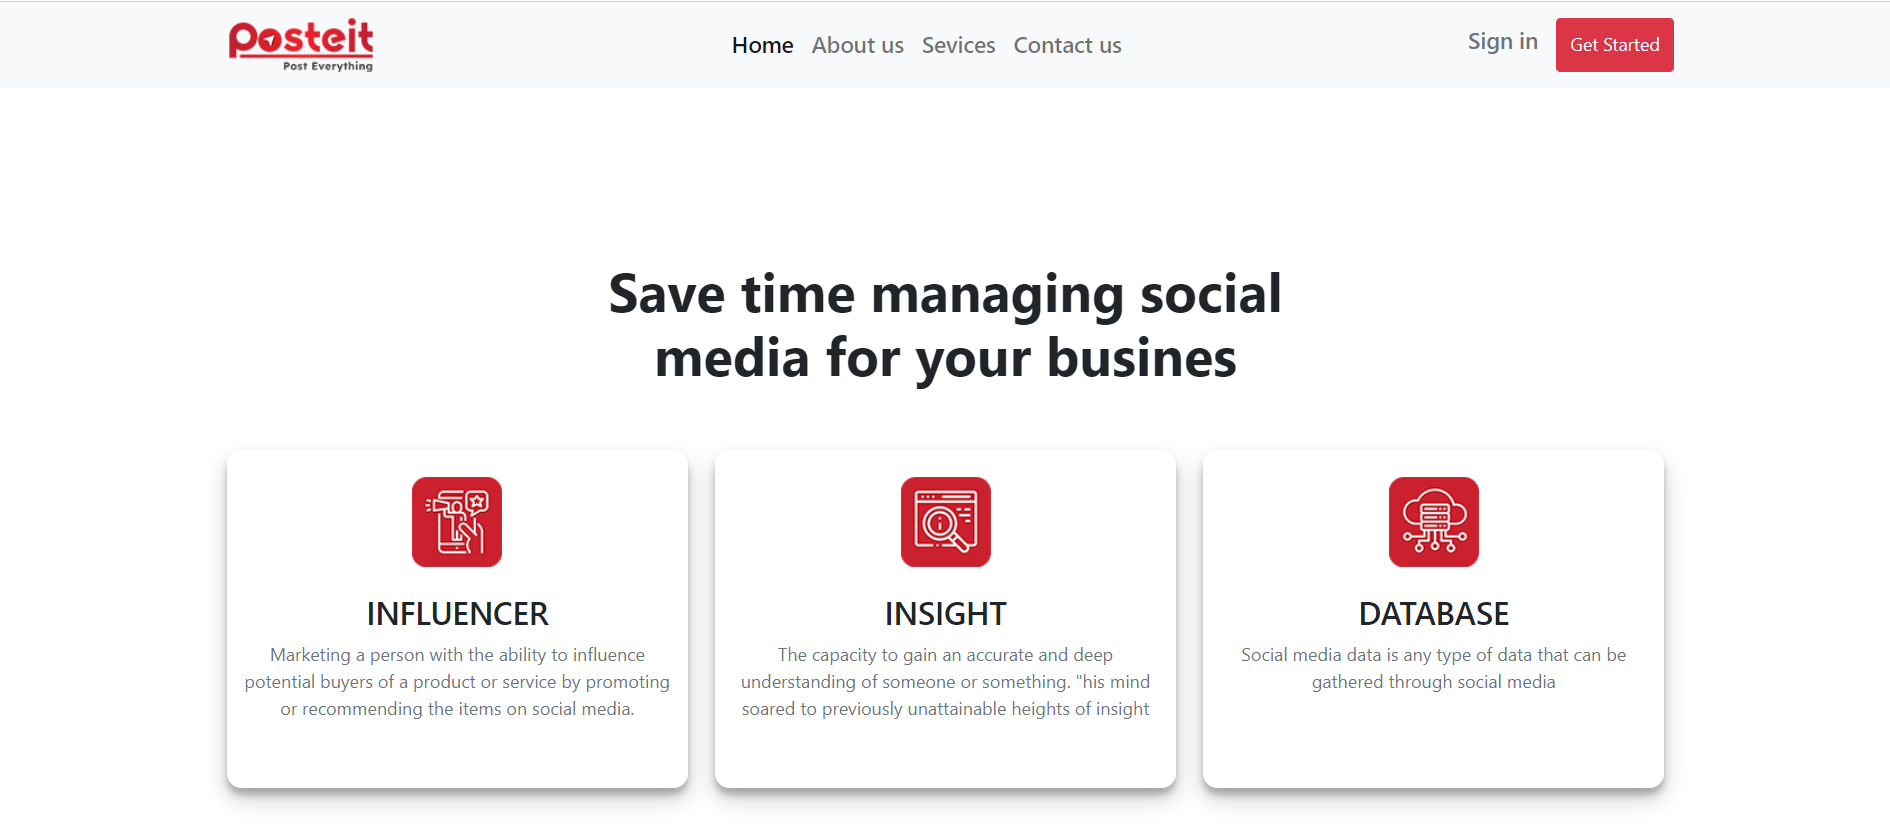 Posteit
Post Everything
Home About us Sevices Contact us
Sign in Get Started
Save time managing social
media for your busines
INFLUENCER
Marketing a person with the ability to influence
potential buyers of a product or service by promoting
or recommending the items on social media.
INSIGHT
The capacity to gain an accurate and deep
understanding of someone or something. "his mind
soared to previously unattainable heights of insight
DATABASE
Social media data is any type of data that can be
gathered through social media